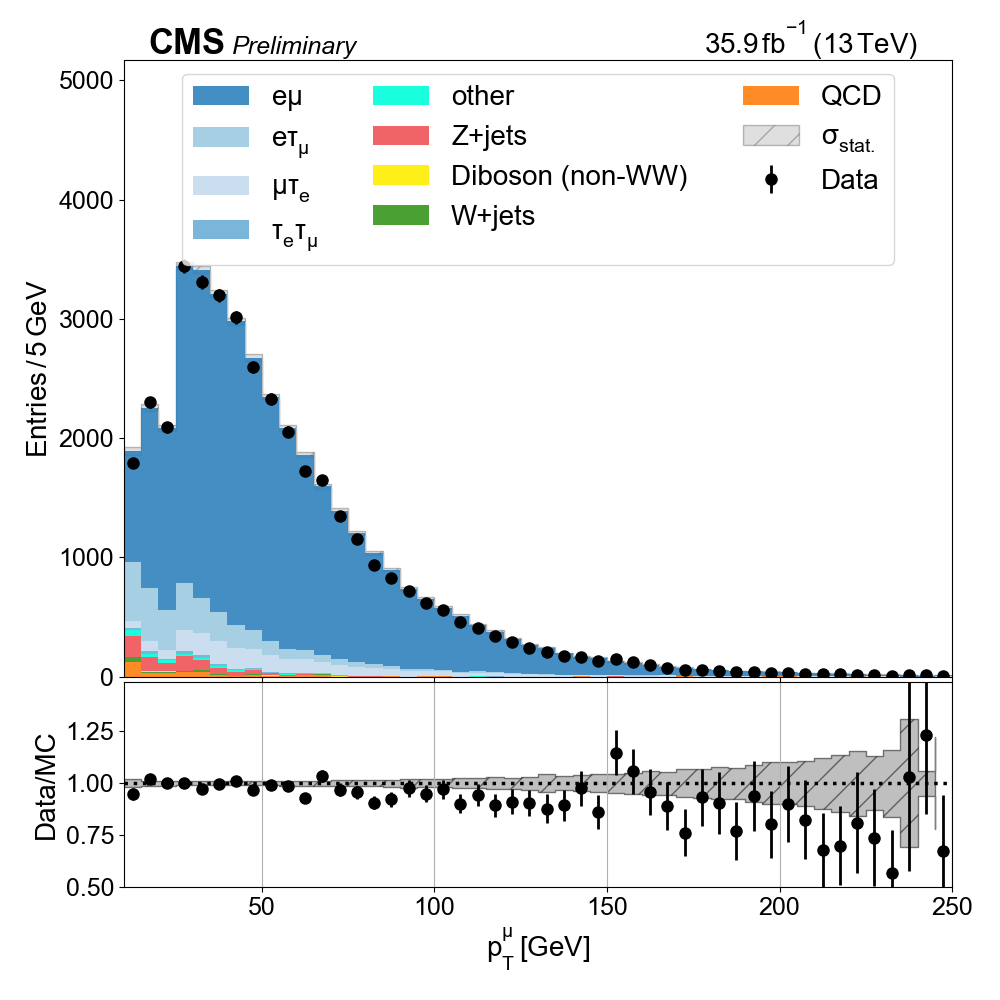 CMS Preliminary 35.9 fb⁻¹ (13 TeV)
eμ other QCD
eτμ Z+jets σstat.
μτe Diboson (non-WW) Data
τeτμ W+jets
5000
4000
3000
2000
1000
0
Entries / 5 GeV
1.25
1.00
0.75
0.50
Data/MC
50 100 150 200 250
pTμ [GeV]